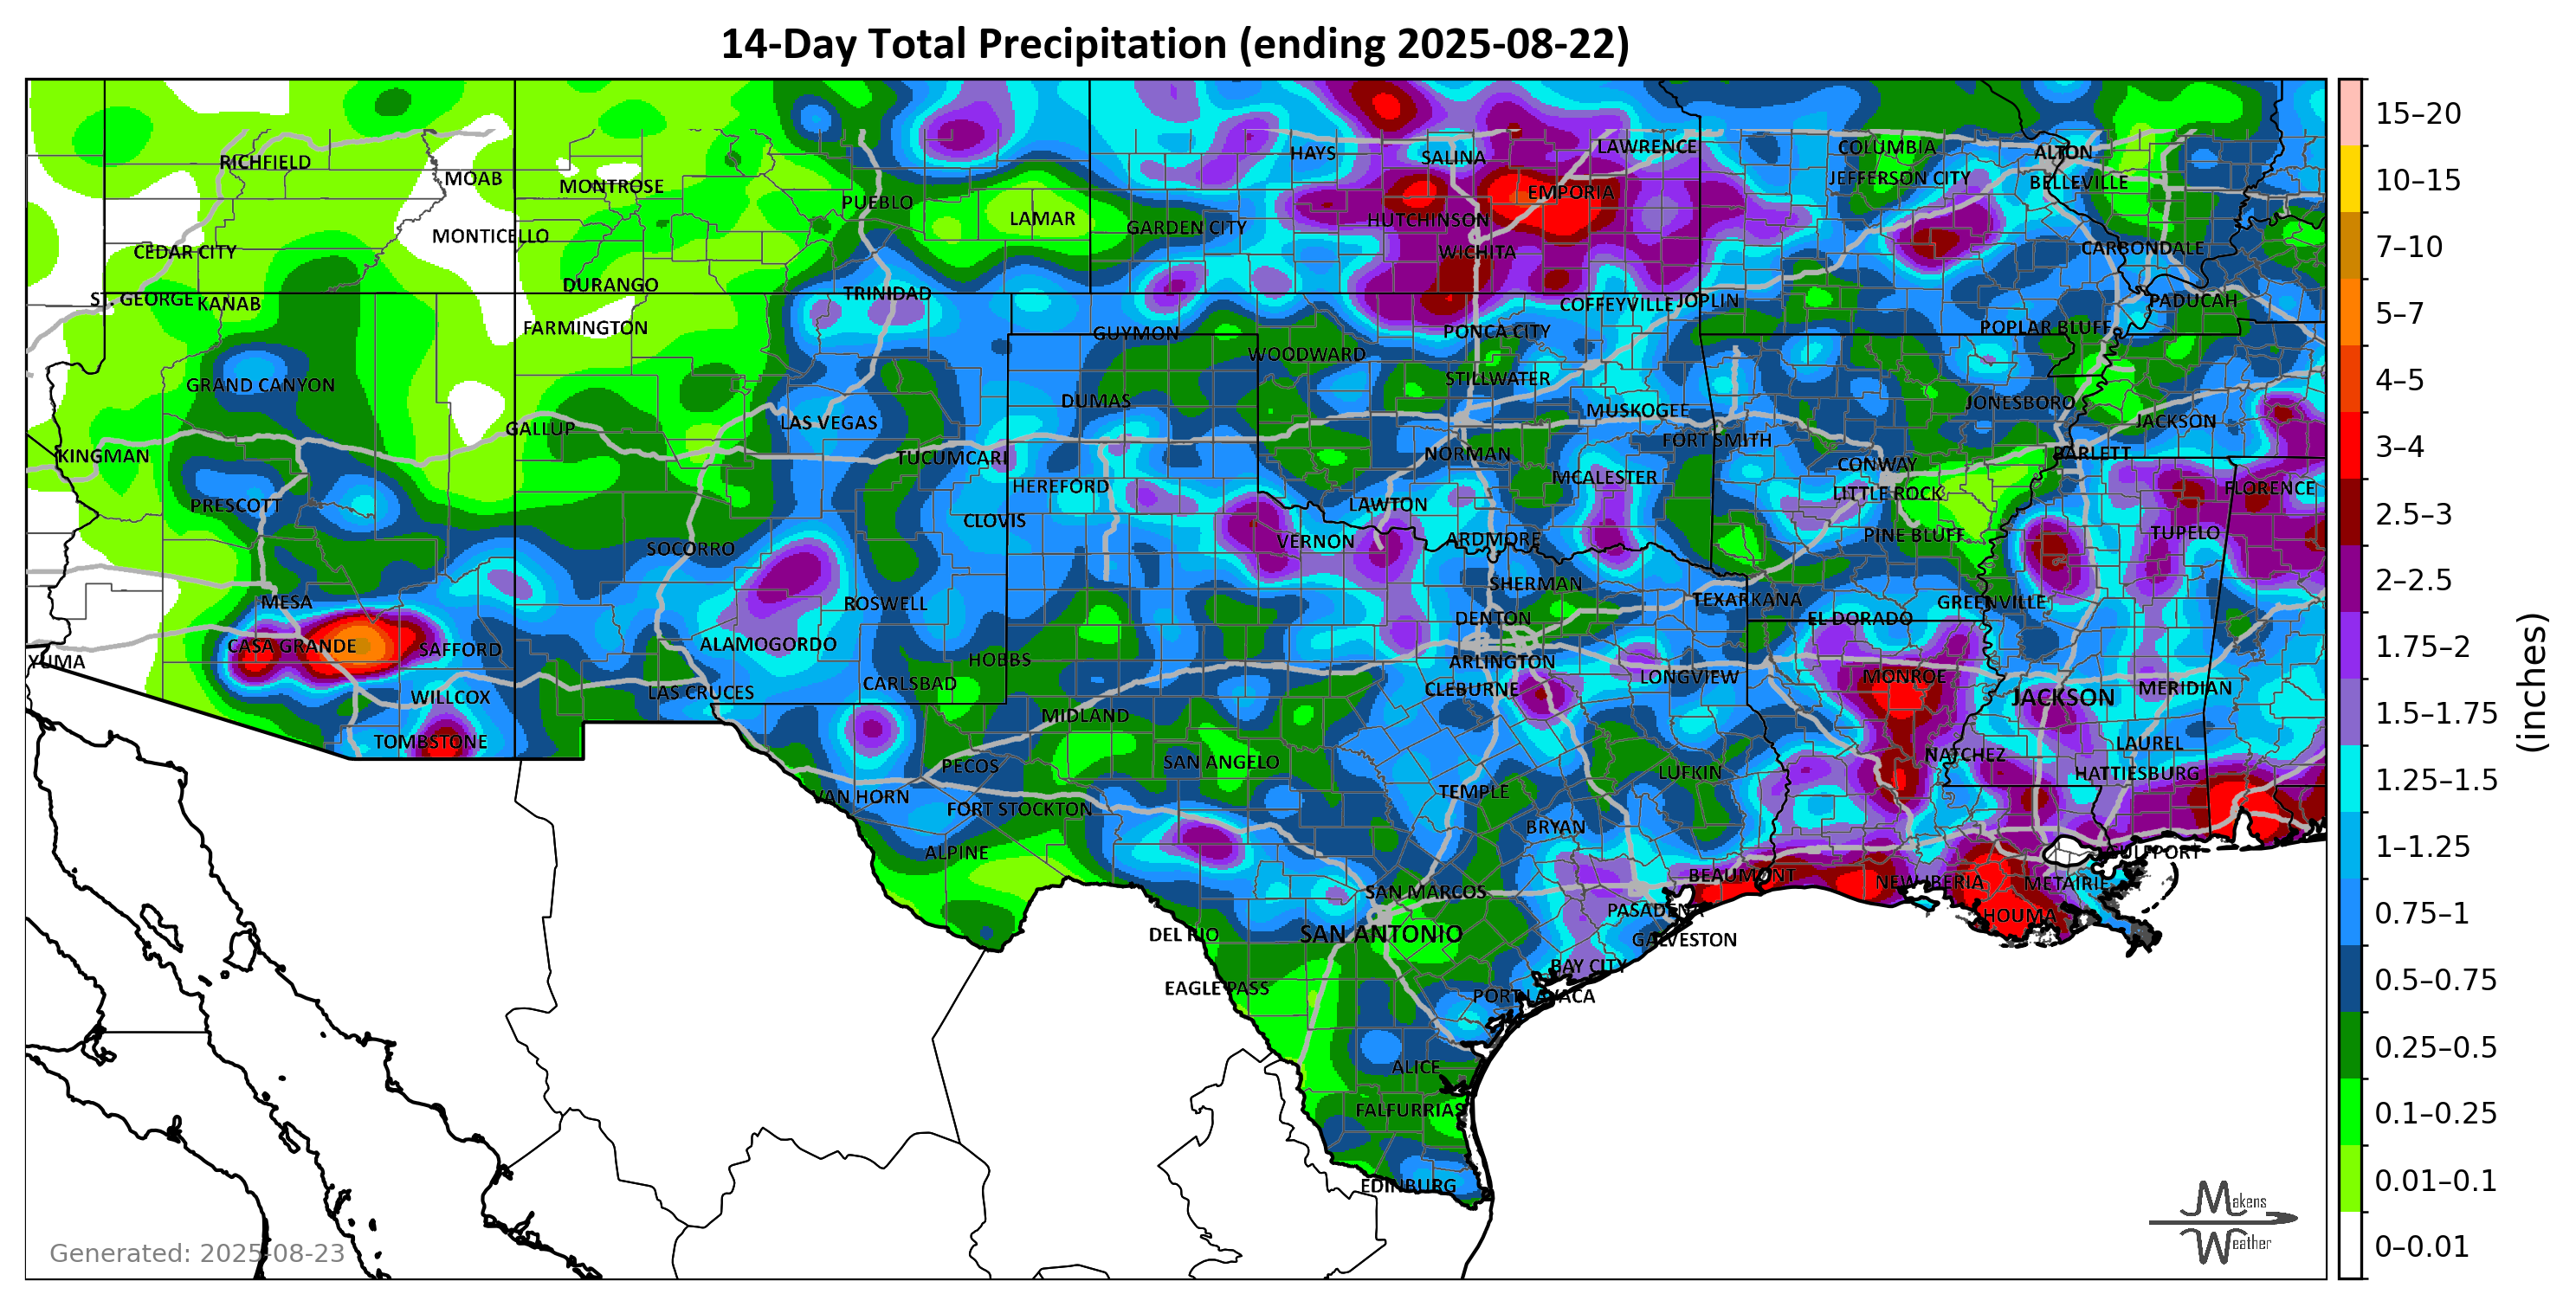 14-Day Total Precipitation (ending 2025-08-22)
HAYS
SALINA
LAWRENCE
COLUMBIA
ALTON
RICHFIELD
MOAB
MONTROSE
PUEBLO
EMPORIA
JEFFERSON CITY
BELLEVILLE
LAMAR
GARDEN CITY
HUTCHINSON
MONTICELLO
CEDAR CITY
WICHITA
CARBONDALE
DURANGO
TRINIDAD
ST. GEORGE
KANAB
COFFEYVILLE
JOPLIN
PADUCAH
FARMINGTON
GUYMON
PONCA CITY
POPLAR BLUFF
WOODWARD
GRAND CANYON
STILLWATER
DUMAS
MUSKOGEE
JONESBORO
LAS VEGAS
JACKSON
GALLUP
FORT SMITH
KINGMAN
TUCUMCARI
NORMAN
BARLETT
CONWAY
MCALESTER
HEREFORD
LITTLE ROCK
FLORENCE
PRESCOTT
LAWTON
CLOVIS
PINE BLUFF
TUPELO
SOCORRO
VERNON
ARDMORE
SHERMAN
MESA
ROSWELL
TEXARKANA
GREENVILLE
DENTON
EL DORADO
CASA GRANDE
SAFFORD
ALAMOGORDO
YUMA
HOBBS
ARLINGTON
LONGVIEW
MONROE
WILLCOX
LAS CRUCES
CARLSBAD
CLEBURNE
JACKSON
MERIDIAN
MIDLAND
TOMBSTONE
LAUREL
PECOS
SAN ANGELO
NATCHEZ
LUFKIN
HATTIESBURG
VAN HORN
FORT STOCKTON
TEMPLE
BRYAN
ALPINE
GULFPORT
SAN MARCOS
BEAUMONT
NEW IBERIA
METAIRIE
PASADENA
HOUMA
DEL RIO
SAN ANTONIO
GALVESTON
BAY CITY
EAGLE PASS
PORT LAVACA
ALICE
FALFURRIAS
EDINBURG
Generated: 2025-08-23
Makens
Weather
15–20
10–15
7–10
5–7
4–5
3–4
2.5–3
2–2.5
1.75–2
1.5–1.75
1.25–1.5
1–1.25
0.75–1
0.5–0.75
0.25–0.5
0.1–0.25
0.01–0.1
0–0.01
(inches)